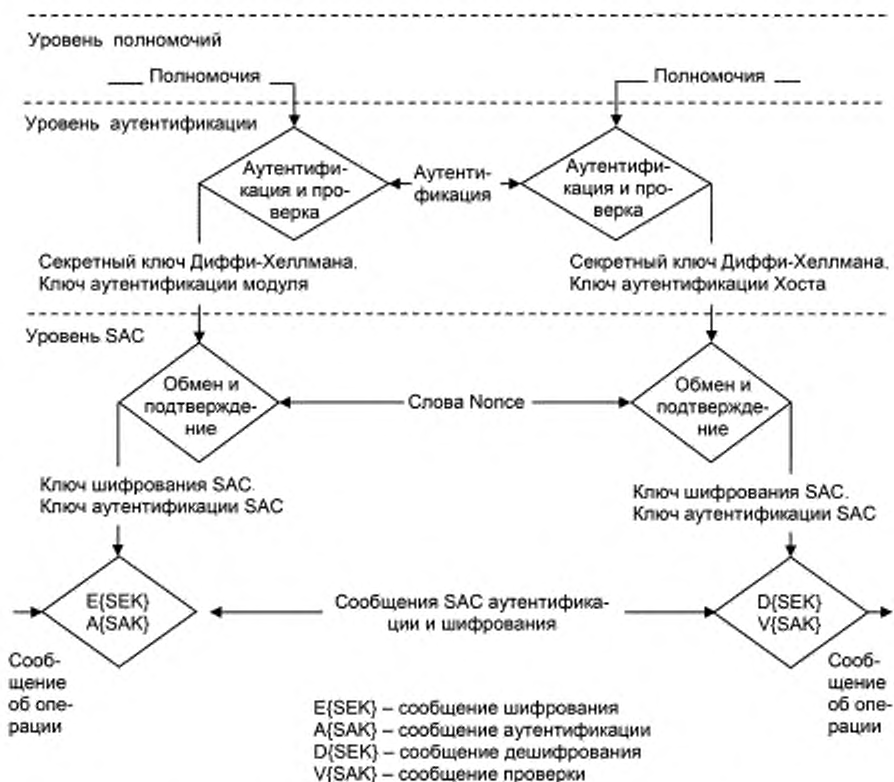 Уровень полномочий
Полномочия
Полномочия
Уровень аутентификации
Аутентифи-
кация и про-
верка
Аутенти-
фикация
Аутентифи-
кация и про-
верка
Секретный ключ Диффи-Хеллмана.
Ключ аутентификации модуля
Секретный ключ Диффи-Хеллмана.
Ключ аутентификации Хоста
Уровень SAC
Обмен и
подтвержде-
ние
Слова Nonce
Обмен и
подтвержде-
ние
Ключ шифрования SAC.
Ключ аутентификации SAC
Ключ шифрования SAC.
Ключ аутентификации SAC
E{SEK}
A{SAK}
Сообщения SAC аутентифика-
ции и шифрования
D{SEK}
V{SAK}
Сооб-
щение
об опе-
рации
Сооб-
щение
об опе-
рации
E{SEK} – сообщение шифрования
A{SAK} – сообщение аутентификации
D{SEK} – сообщение дешифрования
V{SAK} – сообщение проверки